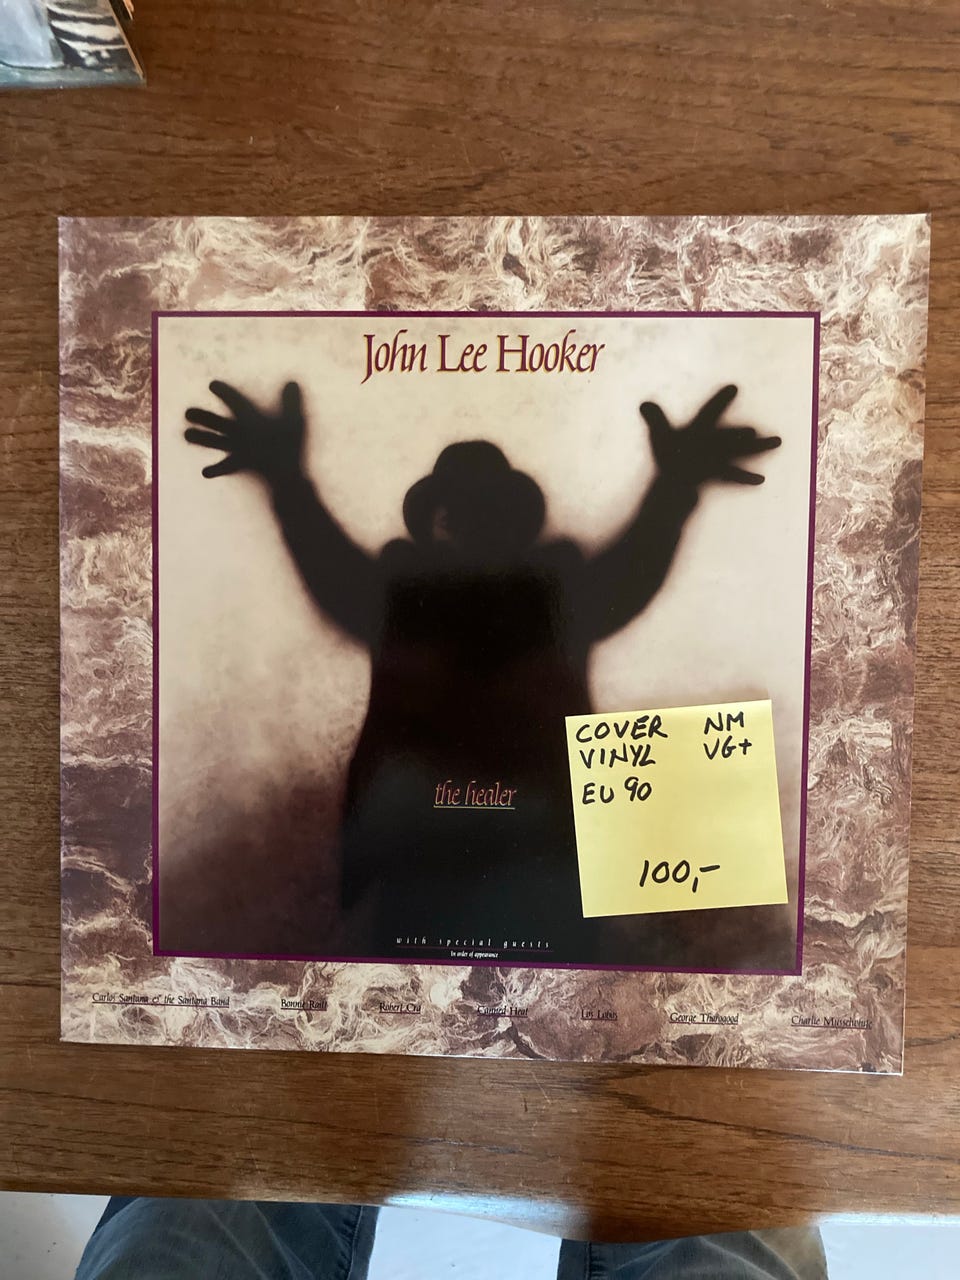 John Lee Hooker
COVER NM
VINYL VG+
EU 90
100,-
the healer
with special guests
In order of appearance
Carlos Santana & the Santana Band Bonnie Raitt Robert Cray Canned Heat Los Lobos George Thorogood Charlie Musselwhite